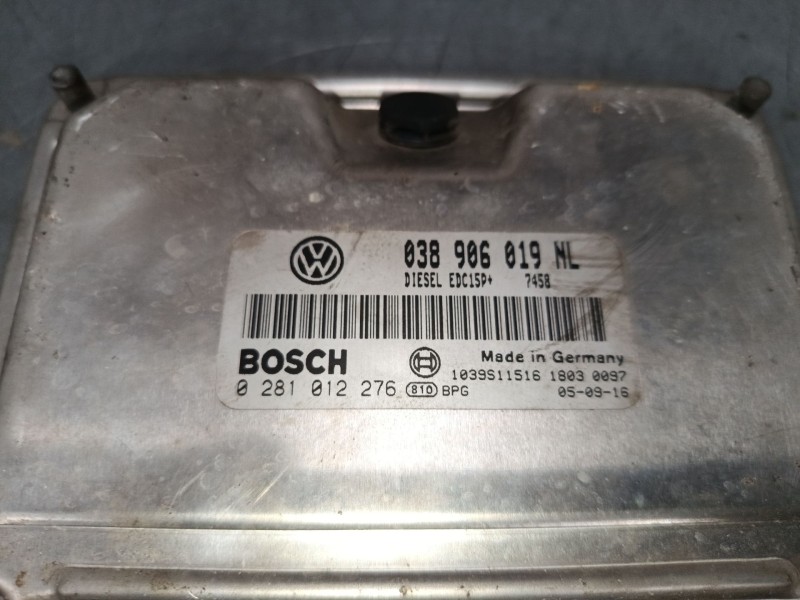 038 906 019 NL
DIESEL EDC15P+ 7458
BOSCH
Made in Germany
1039S11516 1803 0097
0 281 012 276 810 BPG
05-09-16